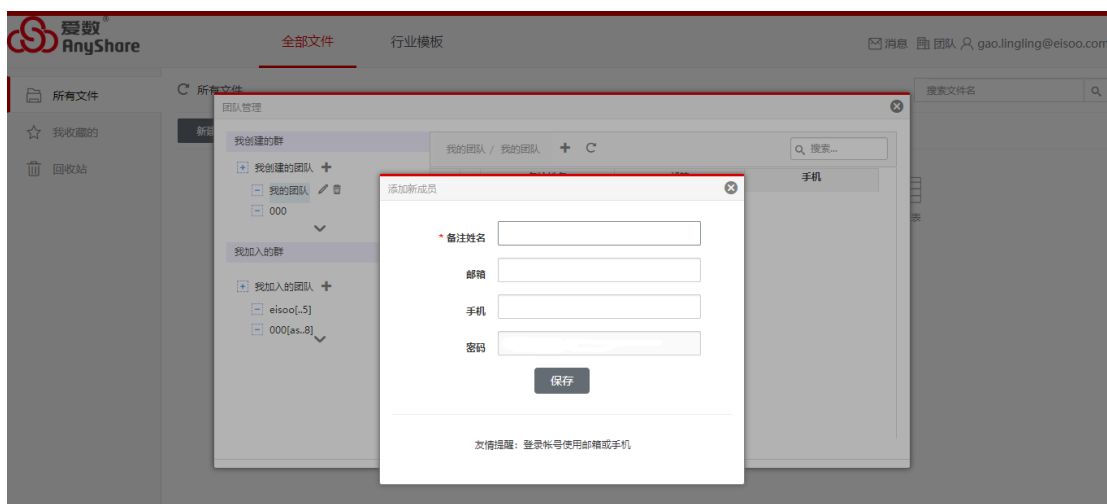 爱数®
AnyShare
全部文件 行业模板
消息 团队 gao.lingling@eisoo.com
所有文件
我收藏的
回收站
所有文件
搜索文件名
团队管理
我创建的群
我创建的团队
我的团队
000
我加入的群
我加入的团队
eisoo[..5]
000[as..8]
我的团队 / 我的团队
搜索...
手机
添加新成员
* 备注姓名
邮箱
手机
密码
保存
友情提醒：登录帐号使用邮箱或手机